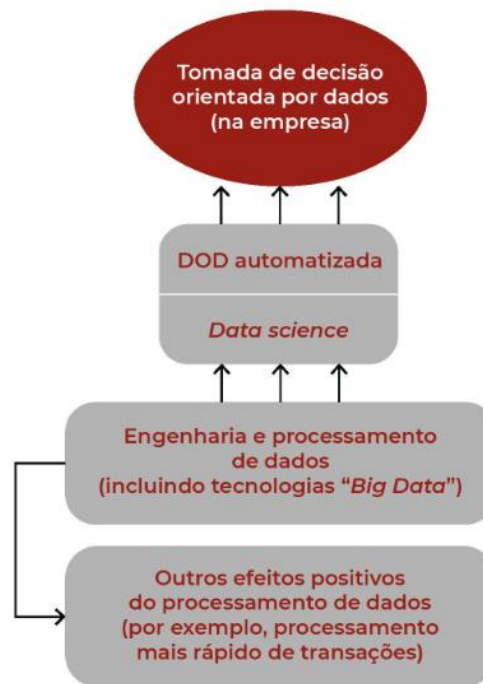 Tomada de decisão
orientada por dados
(na empresa)
DOD automatizada
Data science
Engenharia e processamento
de dados
(incluindo tecnologias “Big Data”)
Outros efeitos positivos
do processamento de dados
(por exemplo, processamento
mais rápido de transações)